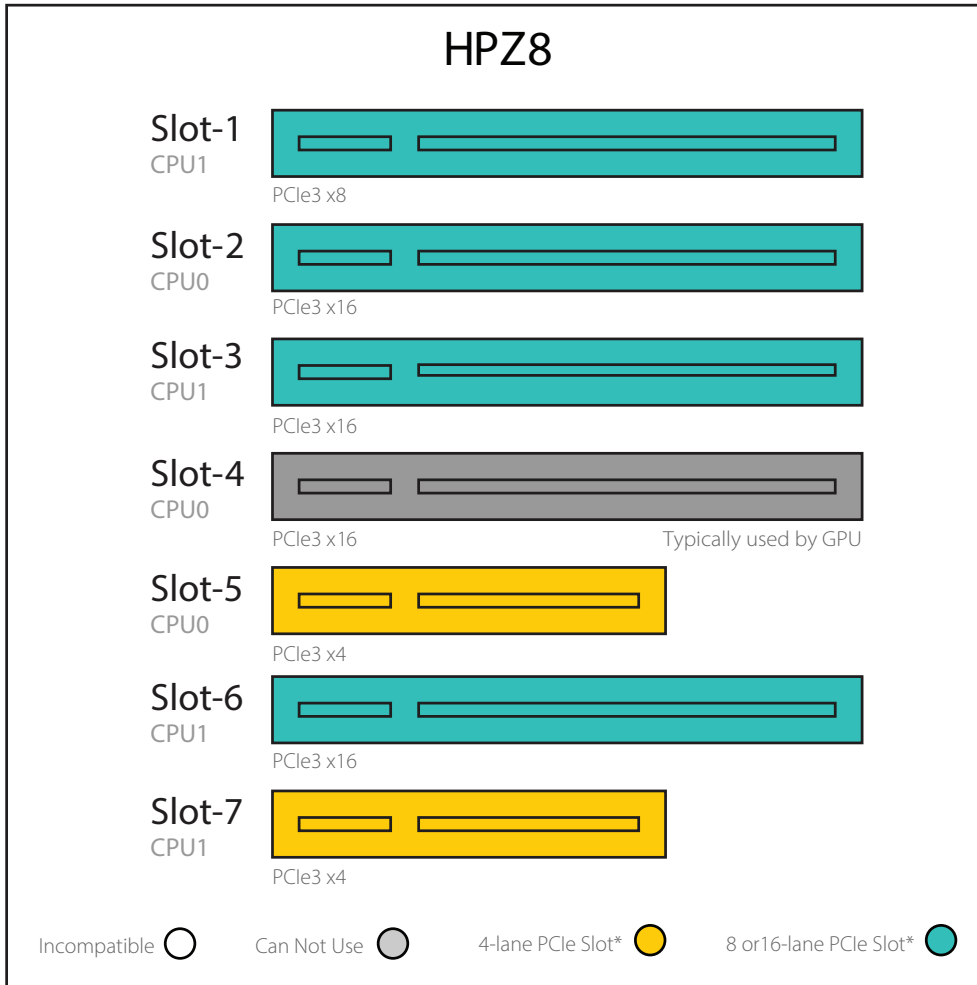 HPZ8
Slot-1
CPU1
PCIe3 x8
Slot-2
CPU0
PCIe3 x16
Slot-3
CPU1
PCIe3 x16
Slot-4
CPU0
PCIe3 x16 Typically used by GPU
Slot-5
CPU0
PCIe3 x4
Slot-6
CPU1
PCIe3 x16
Slot-7
CPU1
PCIe3 x4
Incompatible Can Not Use 4-lane PCIe Slot* 8 or16-lane PCIe Slot*